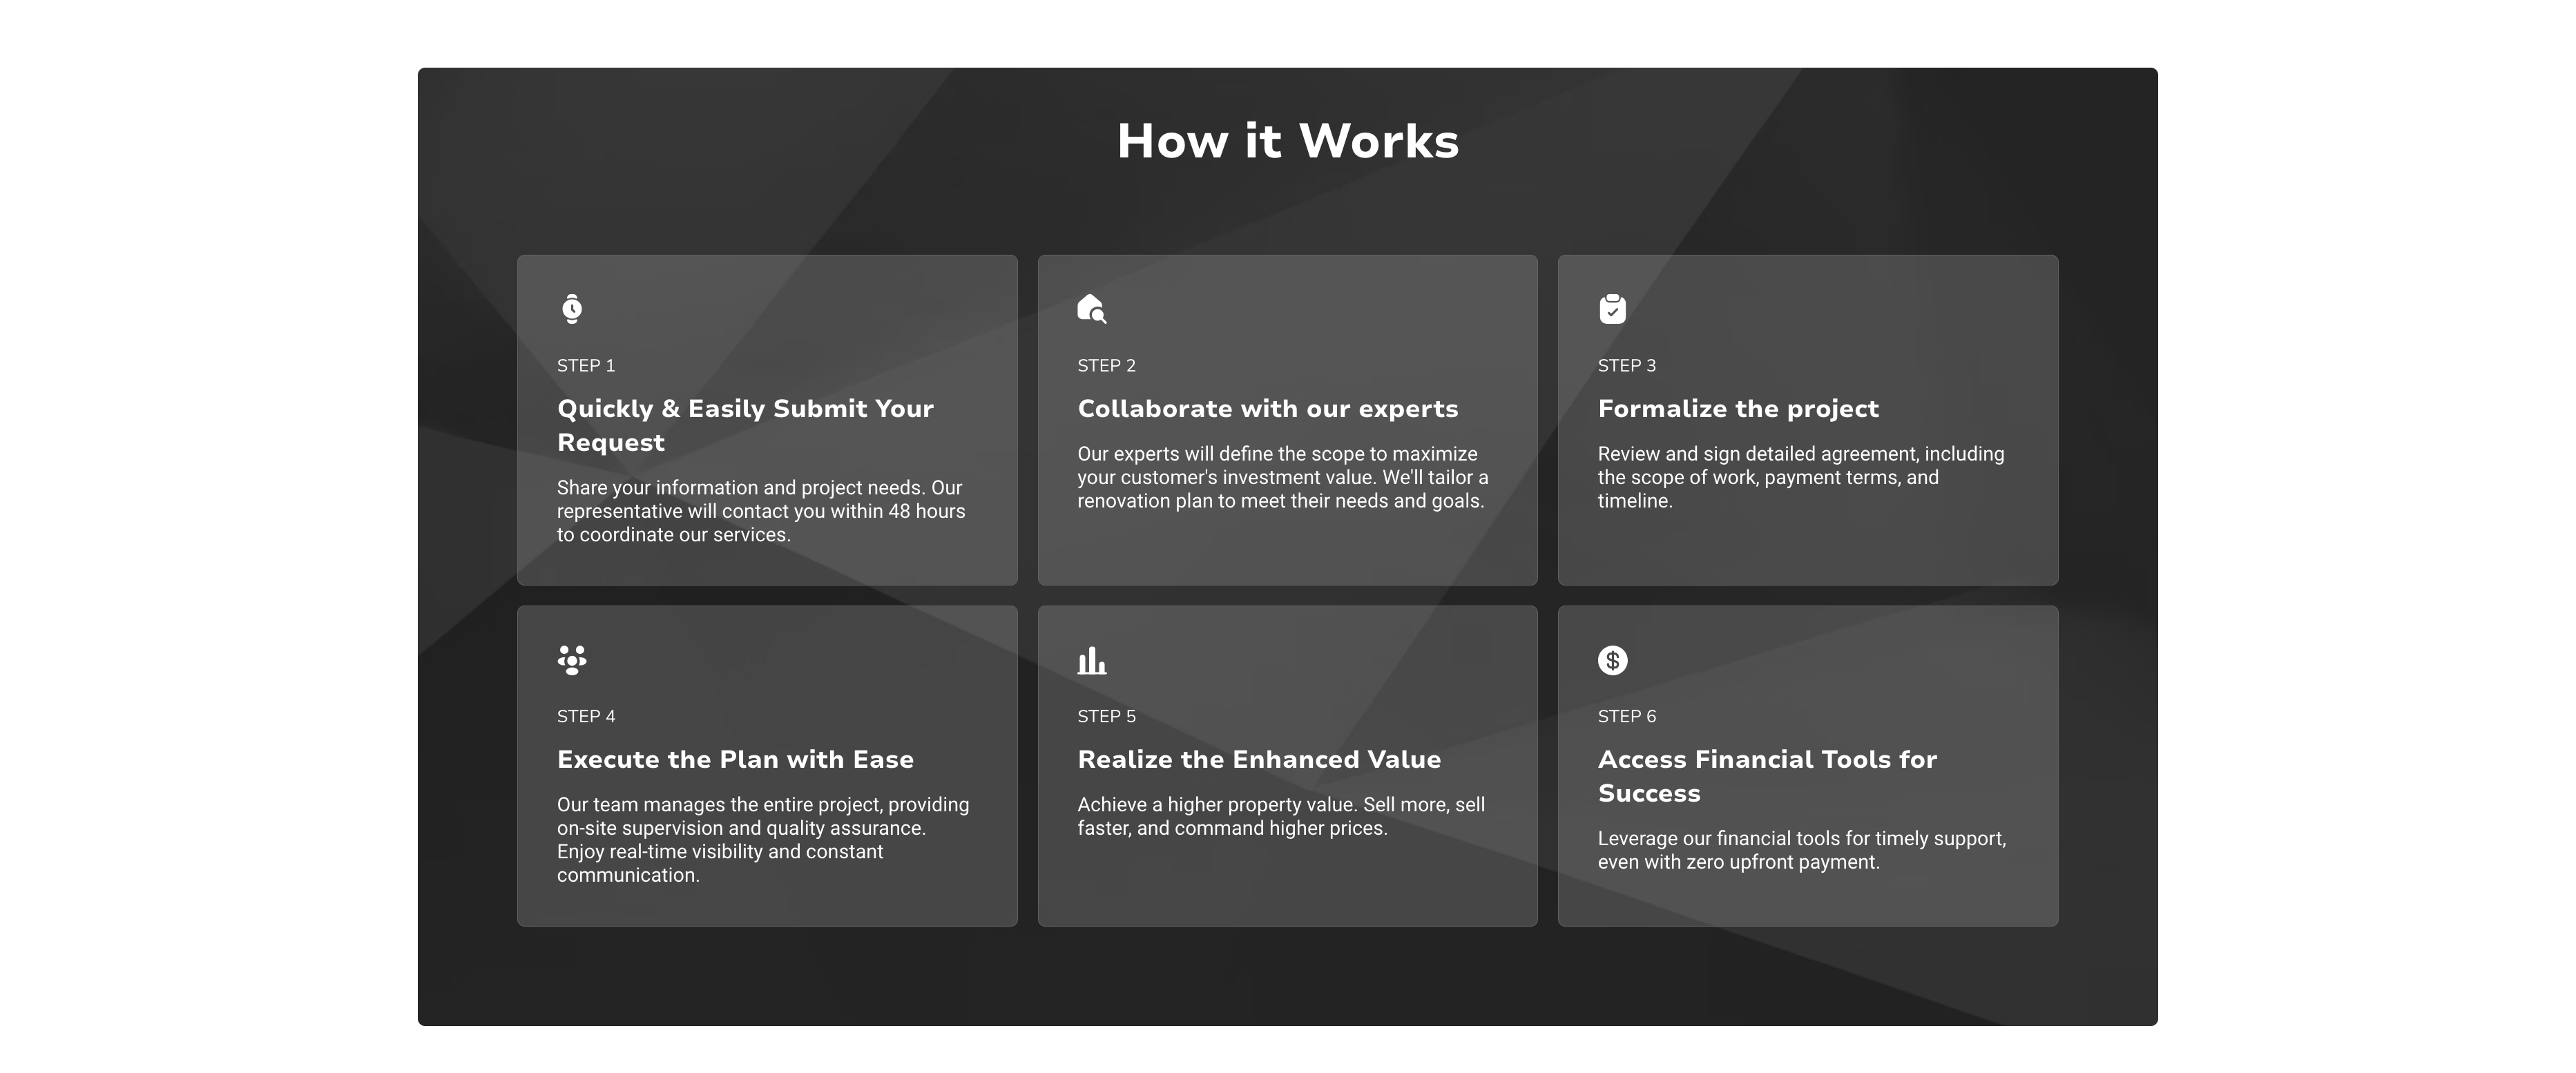 How it Works
STEP 1
Quickly & Easily Submit Your
Request
Share your information and project needs. Our
representative will contact you within 48 hours
to coordinate our services.
STEP 2
Collaborate with our experts
Our experts will define the scope to maximize
your customer's investment value. We'll tailor a
renovation plan to meet their needs and goals.
STEP 3
Formalize the project
Review and sign detailed agreement, including
the scope of work, payment terms, and
timeline.
STEP 4
Execute the Plan with Ease
Our team manages the entire project, providing
on-site supervision and quality assurance.
Enjoy real-time visibility and constant
communication.
STEP 5
Realize the Enhanced Value
Achieve a higher property value. Sell more, sell
faster, and command higher prices.
STEP 6
Access Financial Tools for
Success
Leverage our financial tools for timely support,
even with zero upfront payment.